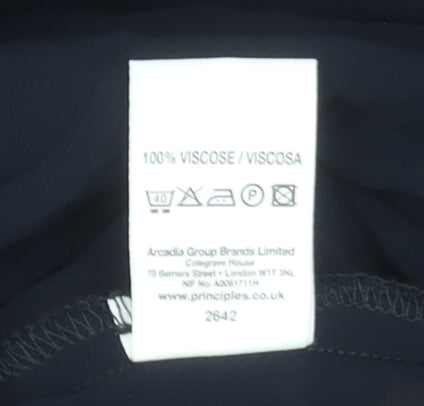 100% VISCOSE / VISCOSA
40 P
Arcadia Group Brands Limited
Colegrave House
70 Berners Street • London W1T 3NL
NIF No: A0061711H
www.principles.co.uk
2642